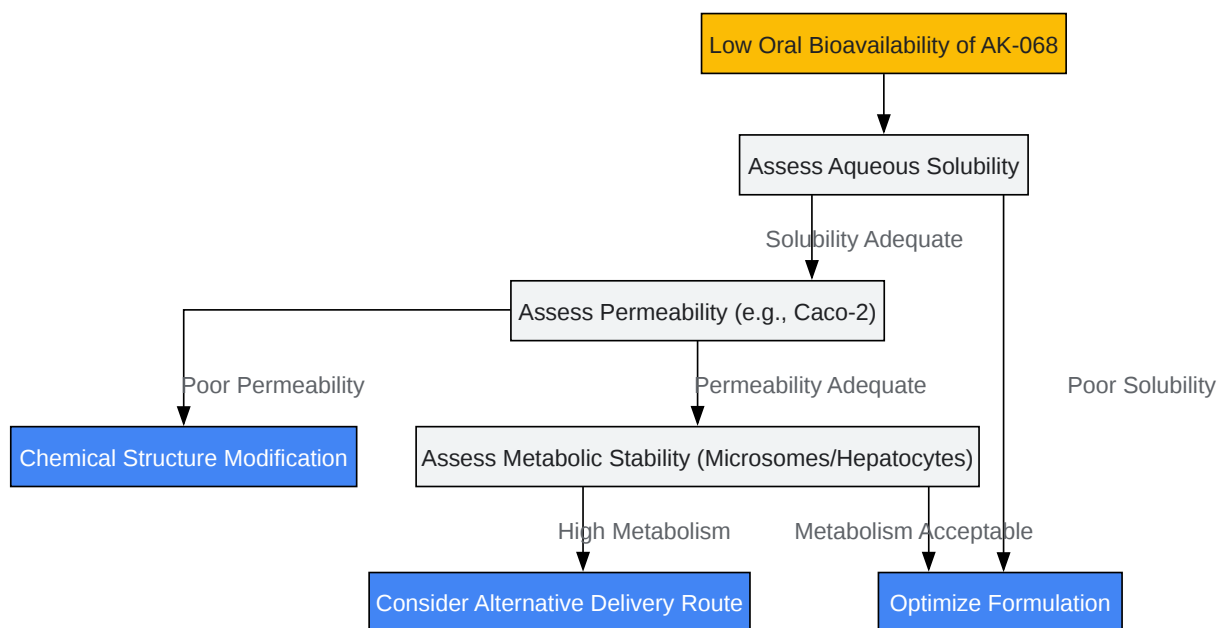 Low Oral Bioavailability of AK-068
Assess Aqueous Solubility
Solubility Adequate
Assess Permeability (e.g., Caco-2)
Poor Permeability
Permeability Adequate
Poor Solubility
Chemical Structure Modification
Assess Metabolic Stability (Microsomes/Hepatocytes)
High Metabolism
Metabolism Acceptable
Consider Alternative Delivery Route
Optimize Formulation